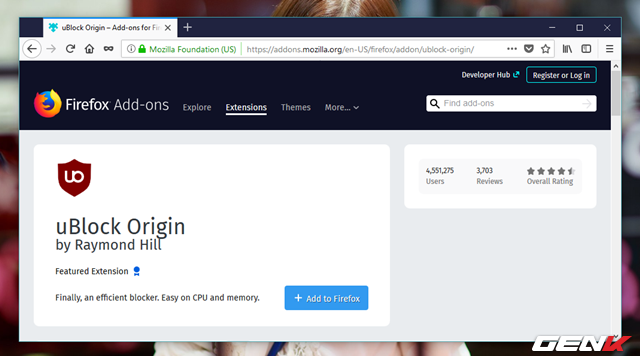 uBlock Origin – Add-ons for Fi
Mozilla Foundation (US)
https://addons.mozilla.org/en-US/firefox/addon/ublock-origin/
Developer Hub
Register or Log in
Firefox Add-ons
Explore
Extensions
Themes
More...
Find add-ons
uO
4,551,275
Users
3,703
Reviews
Overall Rating
uBlock Origin
by Raymond Hill
Featured Extension
Finally, an efficient blocker. Easy on CPU and memory.
+ Add to Firefox
GENK